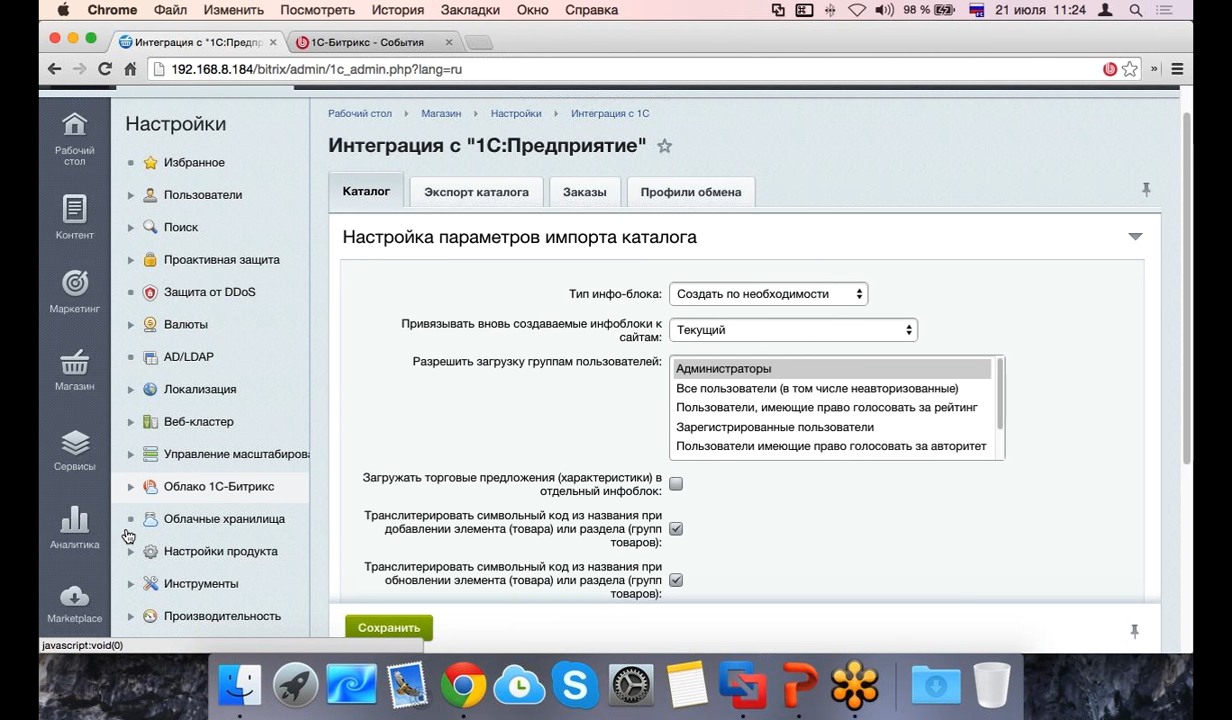 Chrome Файл Изменить Посмотреть История Закладки Окно Справка 98 % 21 июля 11:24
Интеграция с "1С:Предпр
1С-Битрикс - События
192.168.8.184/bitrix/admin/1c_admin.php?lang=ru
Рабочий стол
Контент
Маркетинг
Магазин
Сервисы
Аналитика
Marketplace
Настройки
Избранное
Пользователи
Поиск
Проактивная защита
Защита от DDoS
Валюты
AD/LDAP
Локализация
Веб-кластер
Управление масштабиров
Облако 1С-Битрикс
Облачные хранилища
Настройки продукта
Инструменты
Производительность
javascript:void(0)
Рабочий стол Магазин Настройки Интеграция с 1С
Интеграция с "1С:Предприятие"
Каталог Экспорт каталога Заказы Профили обмена
Настройка параметров импорта каталога
Тип инфо-блока: Создать по необходимости
Привязывать вновь создаваемые инфоблоки к
сайтам: Текущий
Разрешить загрузку группам пользователей:
Администраторы
Все пользователи (в том числе неавторизованные)
Пользователи, имеющие право голосовать за рейтинг
Зарегистрированные пользователи
Пользователи имеющие право голосовать за авторитет
Загружать торговые предложения (характеристики) в
отдельный инфоблок:
Транслитерировать символьный код из названия при
добавлении элемента (товара) или раздела (групп
товаров):
Транслитерировать символьный код из названия при
обновлении элемента (товара) или раздела (групп
товаров):
Сохранить